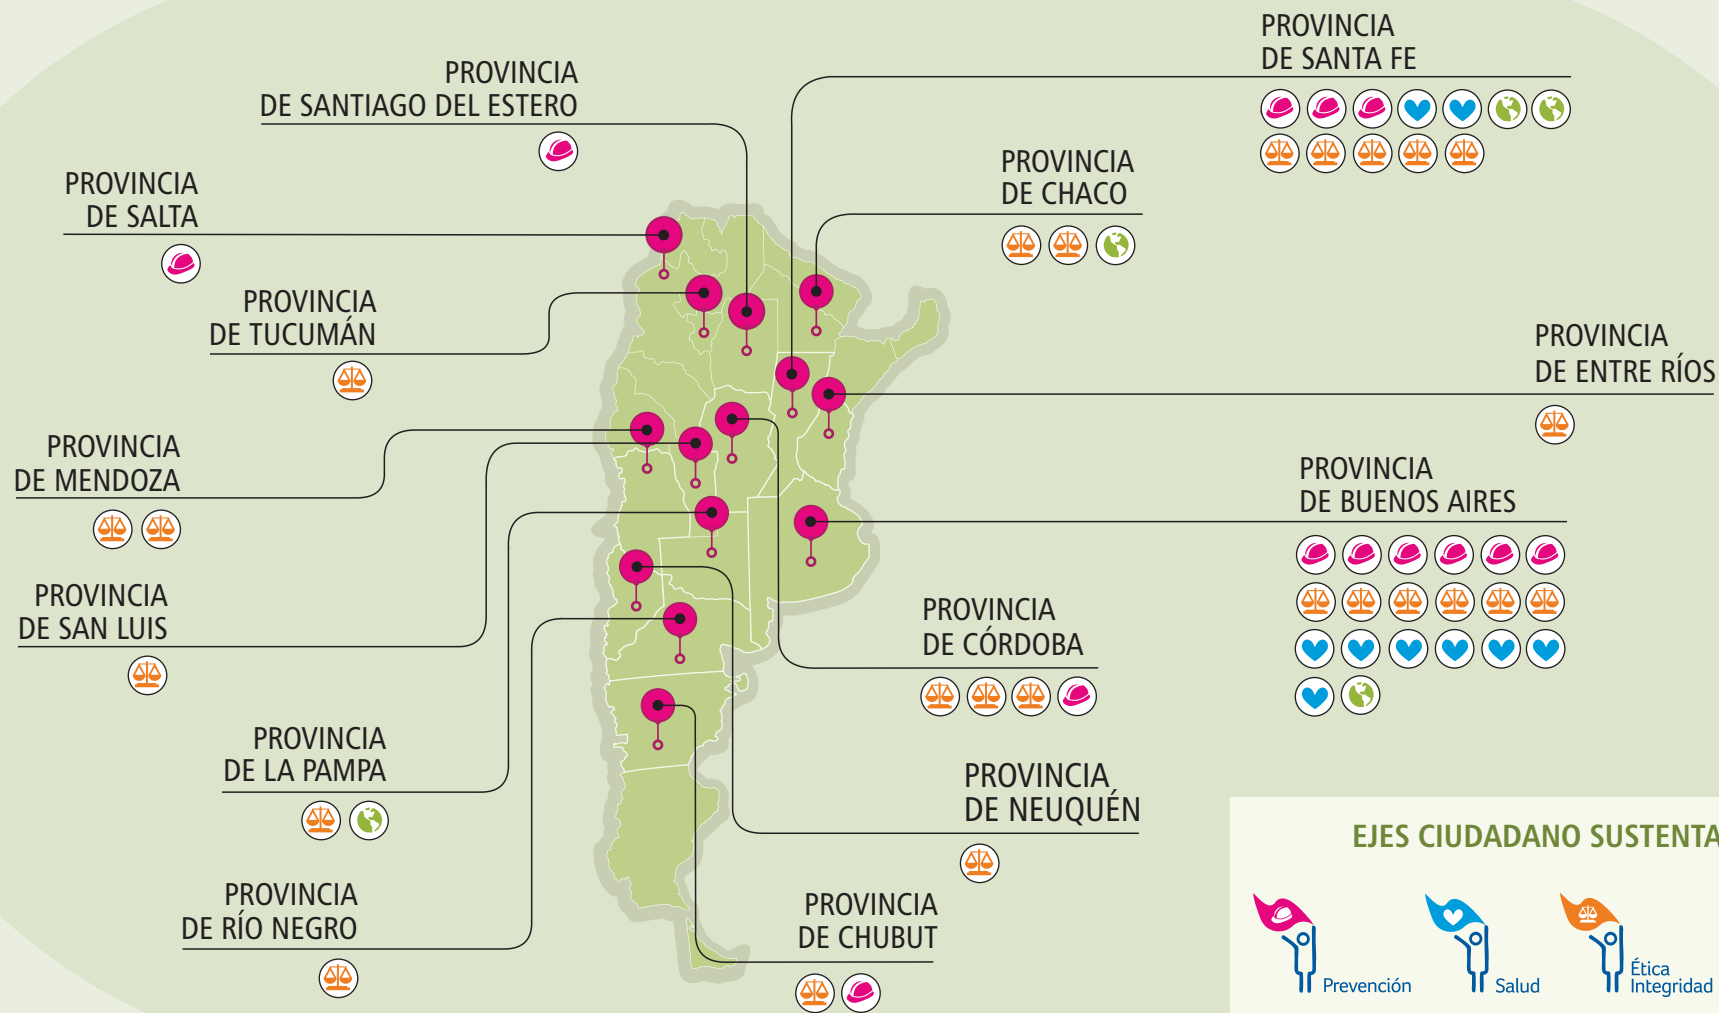 PROVINCIA
DE SANTA FE
PROVINCIA
DE SANTIAGO DEL ESTERO
PROVINCIA
DE CHACO
PROVINCIA
DE SALTA
PROVINCIA
DE TUCUMÁN
PROVINCIA
DE ENTRE RÍOS
PROVINCIA
DE MENDOZA
PROVINCIA
DE BUENOS AIRES
PROVINCIA
DE SAN LUIS
PROVINCIA
DE CÓRDOBA
PROVINCIA
DE LA PAMPA
PROVINCIA
DE NEUQUÉN
PROVINCIA
DE RÍO NEGRO
PROVINCIA
DE CHUBUT
EJES CIUDADANO SUSTENTA
Prevención
Salud
Ética
Integridad